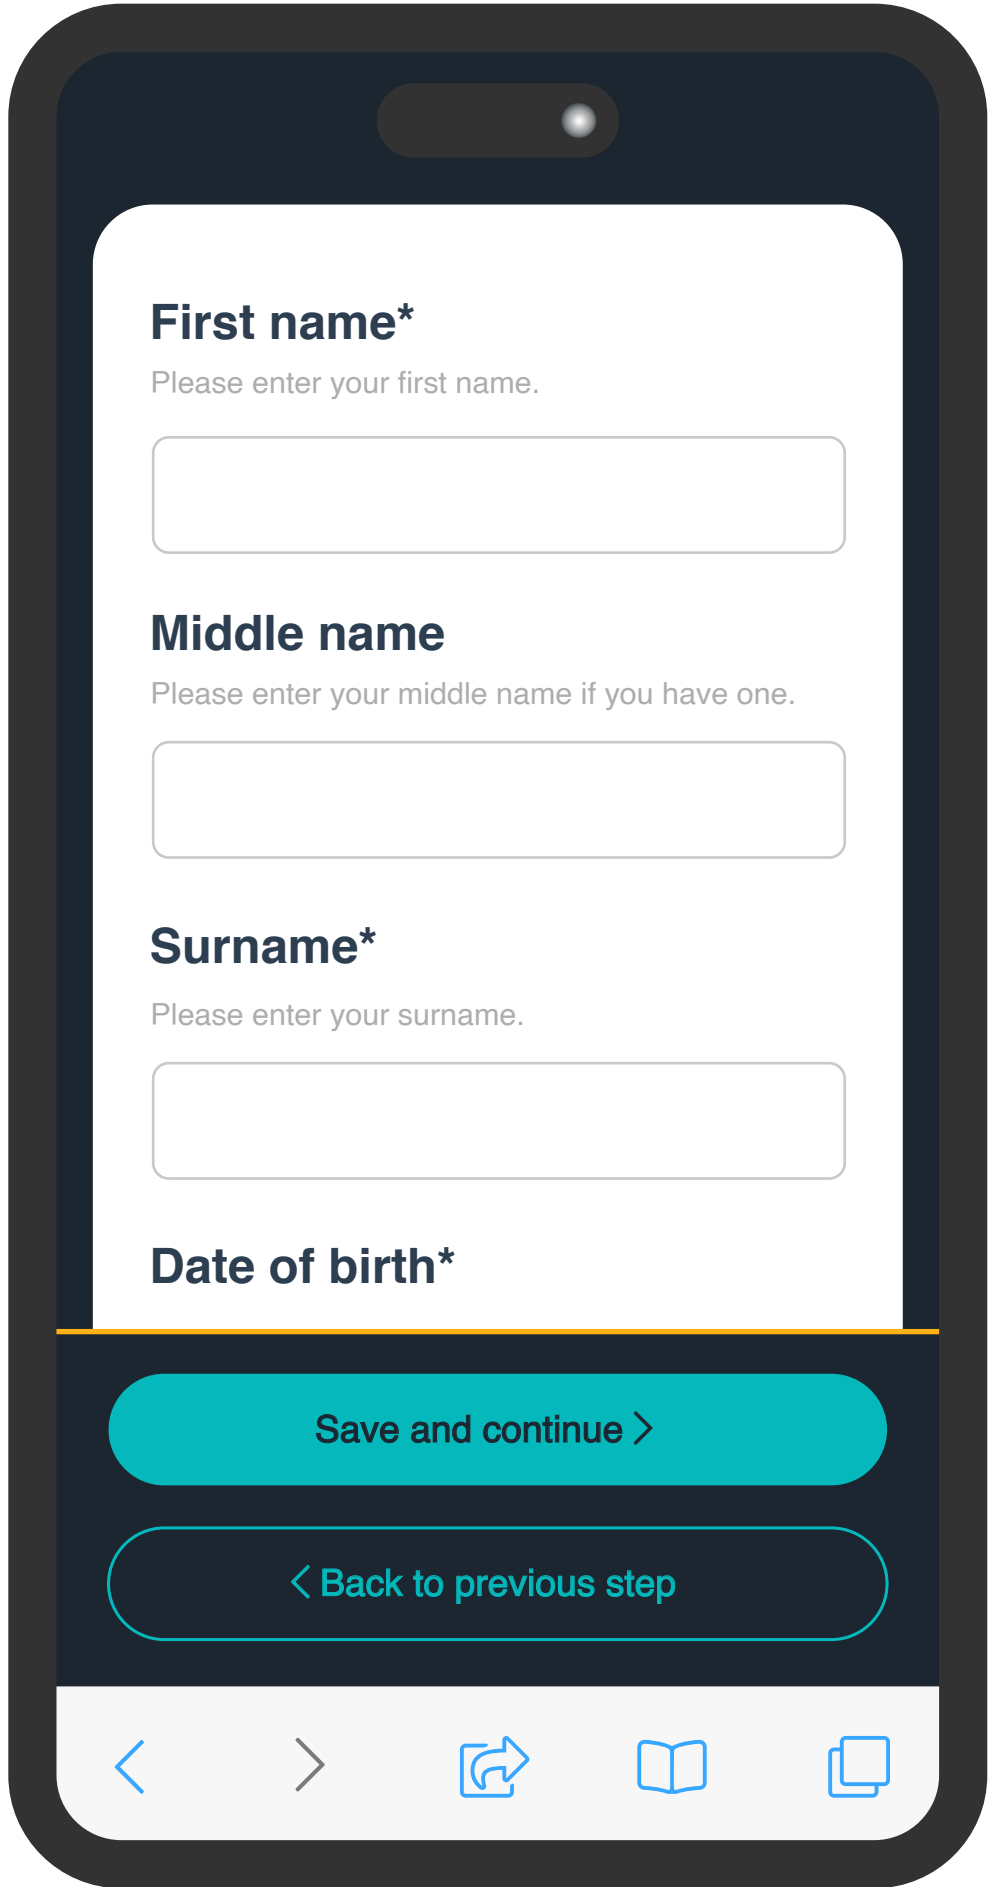 First name*
Please enter your first name.
Middle name
Please enter your middle name if you have one.
Surname*
Please enter your surname.
Date of birth*
Save and continue
Back to previous step